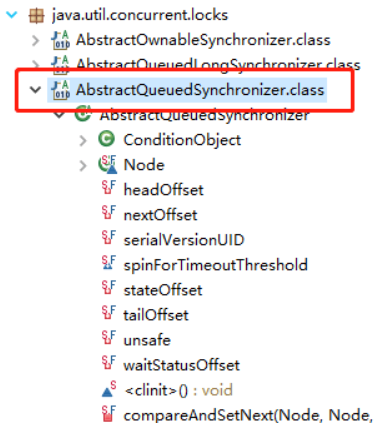 java.util.concurrent.locks
AbstractOwnableSynchronizer.class
AbstractQueuedLongSynchronizer.class
AbstractQueuedSynchronizer.class
AbstractQueuedSynchronizer
ConditionObject
Node
headOffset
nextOffset
serialVersionUID
spinForTimeoutThreshold
stateOffset
tailOffset
unsafe
waitStatusOffset
<clinit>() : void
compareAndSetNext(Node, Node,